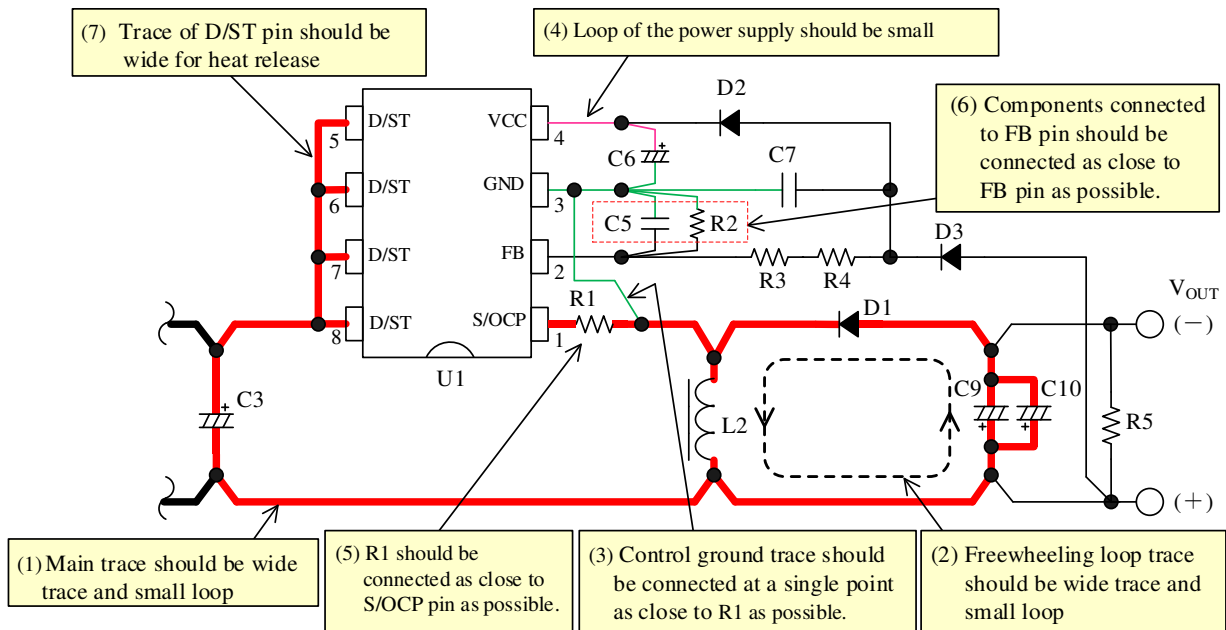 (7) Trace of D/ST pin should be
wide for heat release
(4) Loop of the power supply should be small
(6) Components connected
to FB pin should be
connected as close to
FB pin as possible.
D/ST
5
D/ST
6
D/ST
7
D/ST
8
VCC
4
GND
3
FB
2
S/OCP
1
U1
D2
C6
+
C7
C5
R2
R3
R4
D3
R1
D1
VOUT
(−)
C3
+
L2
C9
+
C10
+
R5
(+)
(1) Main trace should be wide
trace and small loop
(5) R1 should be
connected as close to
S/OCP pin as possible.
(3) Control ground trace should
be connected at a single point
as close to R1 as possible.
(2) Freewheeling loop trace
should be wide trace and
small loop